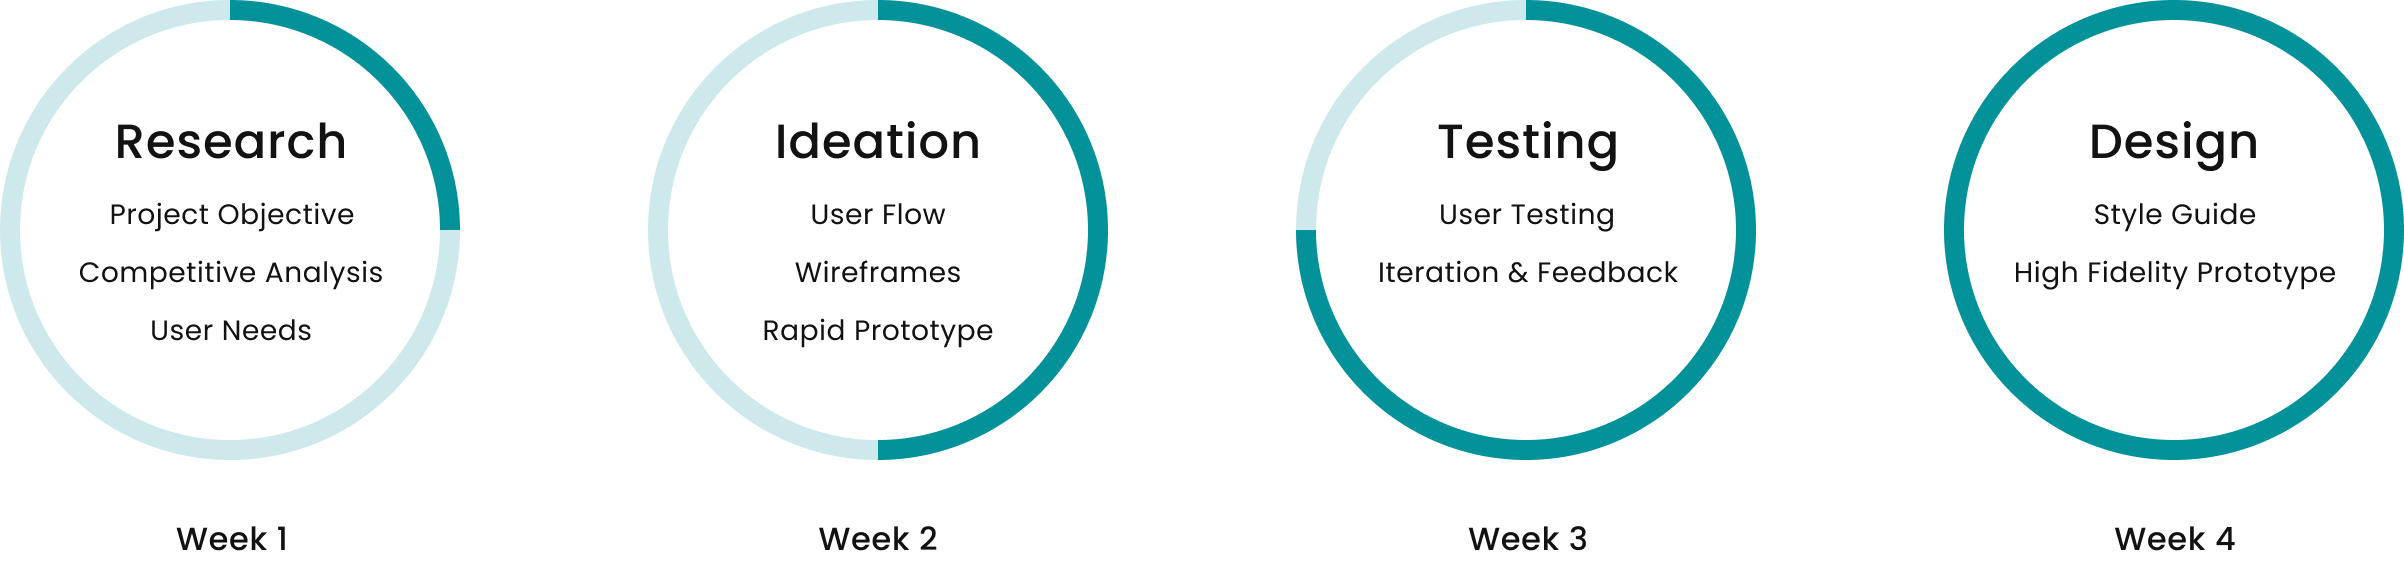 Research
Project Objective
Competitive Analysis
User Needs
Week 1
Ideation
User Flow
Wireframes
Rapid Prototype
Week 2
Testing
User Testing
Iteration & Feedback
Week 3
Design
Style Guide
High Fidelity Prototype
Week 4